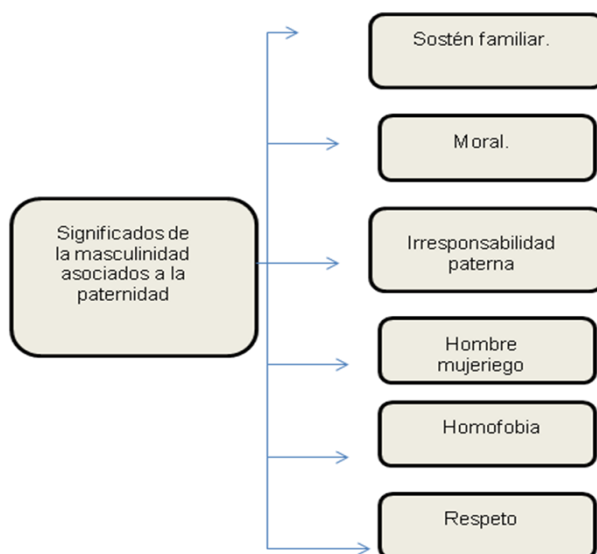 Significados de
la masculinidad
asociados a la
paternidad
Sostén familiar.
Moral.
Irresponsabilidad
paterna
Hombre
mujeriego
Homofobia
Respeto